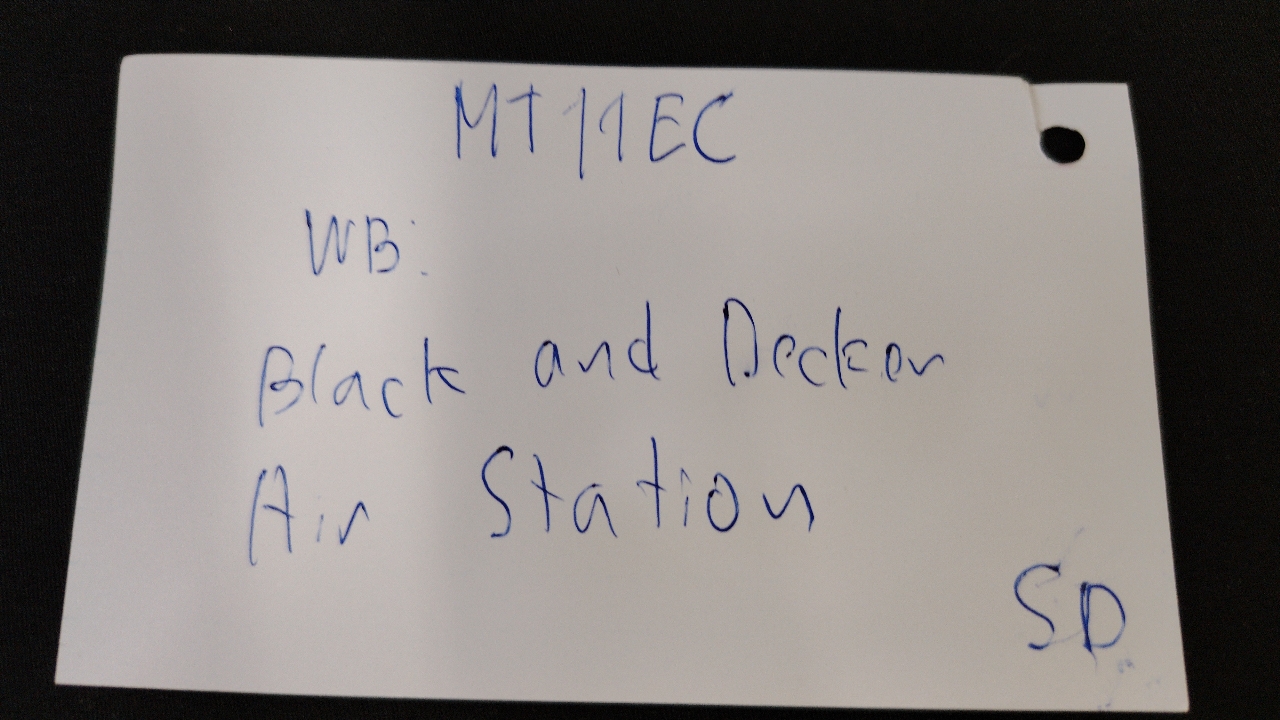 MT11EC
WB:
Black and Decker
Air Station
SD